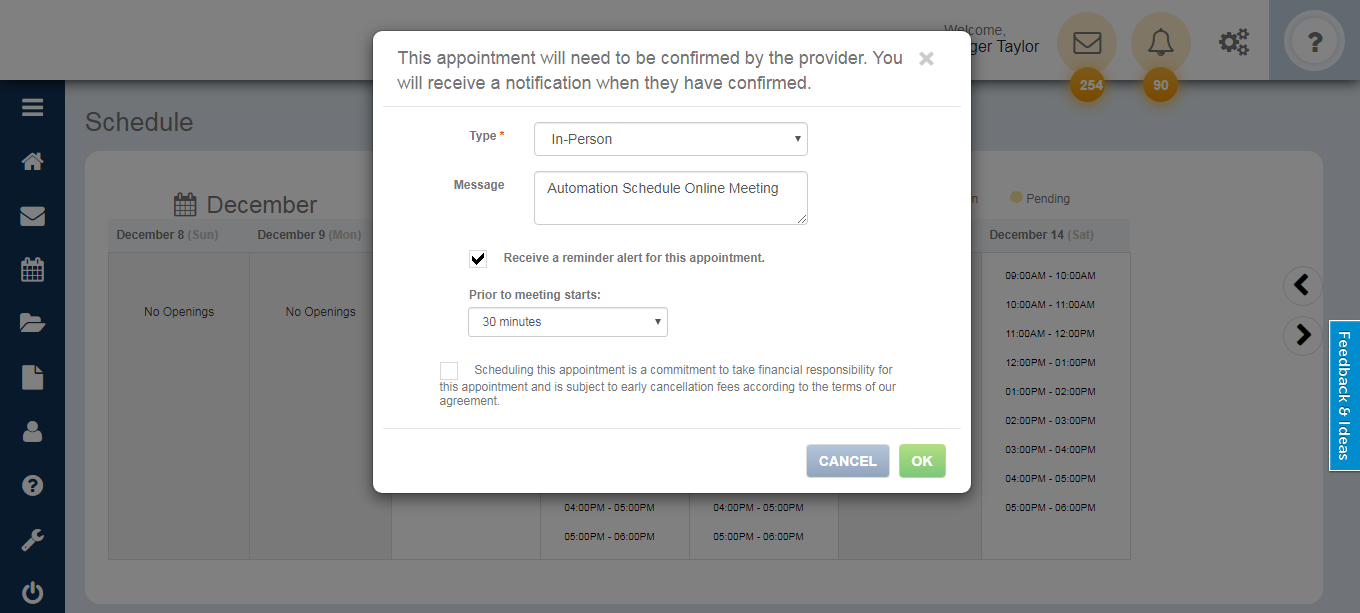 Welcome,
ger Taylor
254
90
?
Schedule
This appointment will need to be confirmed by the provider. You
will receive a notification when they have confirmed.
×
Type *
In-Person
Message
Automation Schedule Online Meeting
Receive a reminder alert for this appointment.
Prior to meeting starts:
30 minutes
Scheduling this appointment is a commitment to take financial responsibility for
this appointment and is subject to early cancellation fees according to the terms of our
agreement.
CANCEL
OK
December
n
Pending
December 8 (Sun)
December 9 (Mon)
December 14 (Sat)
No Openings
No Openings
04:00PM - 05:00PM
05:00PM - 06:00PM
04:00PM - 05:00PM
05:00PM - 06:00PM
09:00AM - 10:00AM
10:00AM - 11:00AM
11:00AM - 12:00PM
12:00PM - 01:00PM
01:00PM - 02:00PM
02:00PM - 03:00PM
03:00PM - 04:00PM
04:00PM - 05:00PM
05:00PM - 06:00PM
Feedback & Ideas